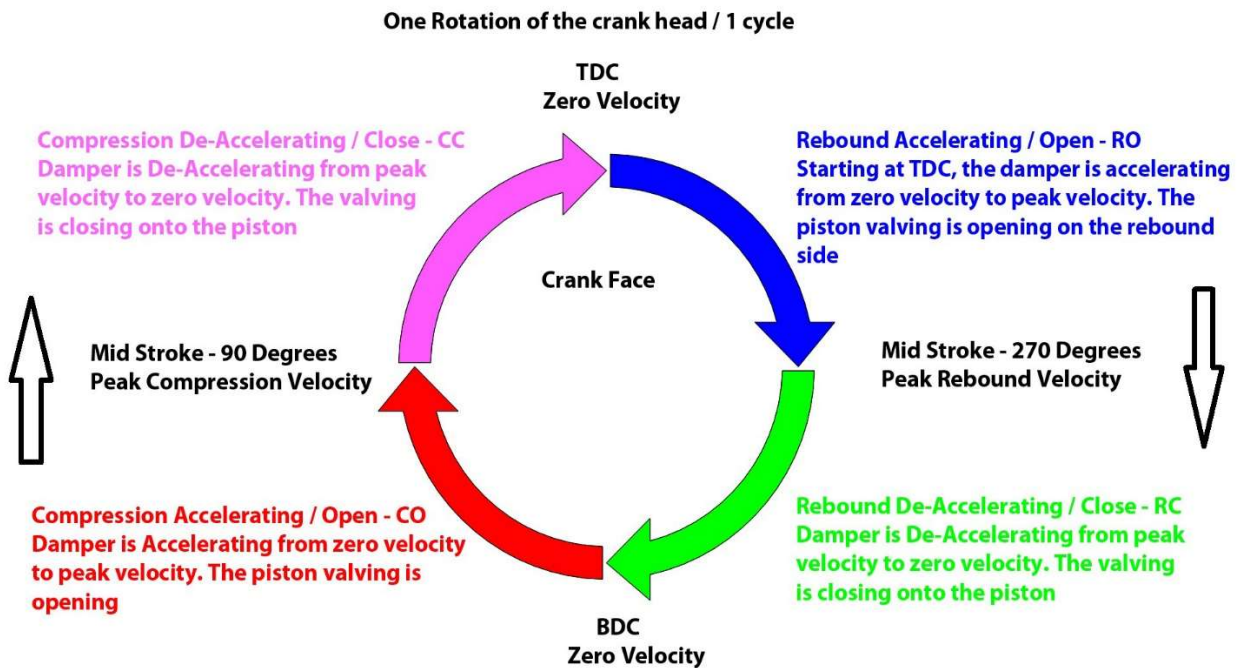 One Rotation of the crank head / 1 cycle
TDC
Zero Velocity
Compression De-Accelerating / Close - CC
Damper is De-Accelerating from peak
velocity to zero velocity. The valving
is closing onto the piston
Rebound Accelerating / Open - RO
Starting at TDC, the damper is accelerating
from zero velocity to peak velocity. The
piston valving is opening on the rebound
side
Crank Face
Mid Stroke - 90 Degrees
Peak Compression Velocity
Mid Stroke - 270 Degrees
Peak Rebound Velocity
Compression Accelerating / Open - CO
Damper is Accelerating from zero velocity
to peak velocity. The piston valving is
opening
Rebound De-Accelerating / Close - RC
Damper is De-Accelerating from peak
velocity to zero velocity. The valving
is closing onto the piston
BDC
Zero Velocity